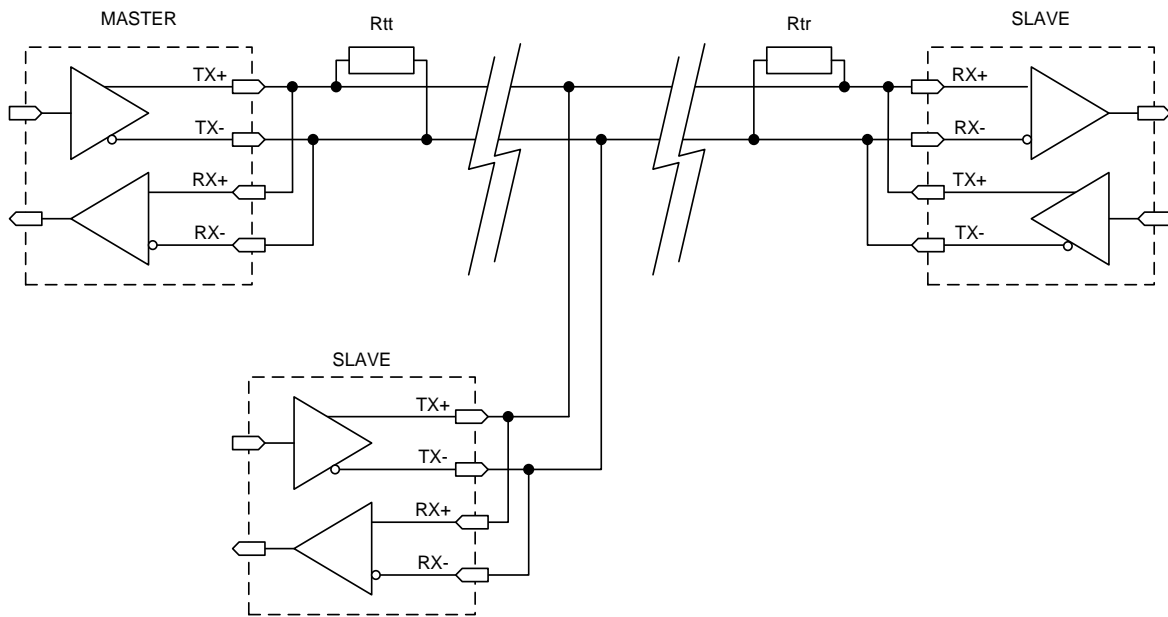 MASTER
Rtt
Rtr
SLAVE
TX+
TX-
RX+
RX-
RX+
RX-
TX+
TX-
SLAVE
TX+
TX-
RX+
RX-